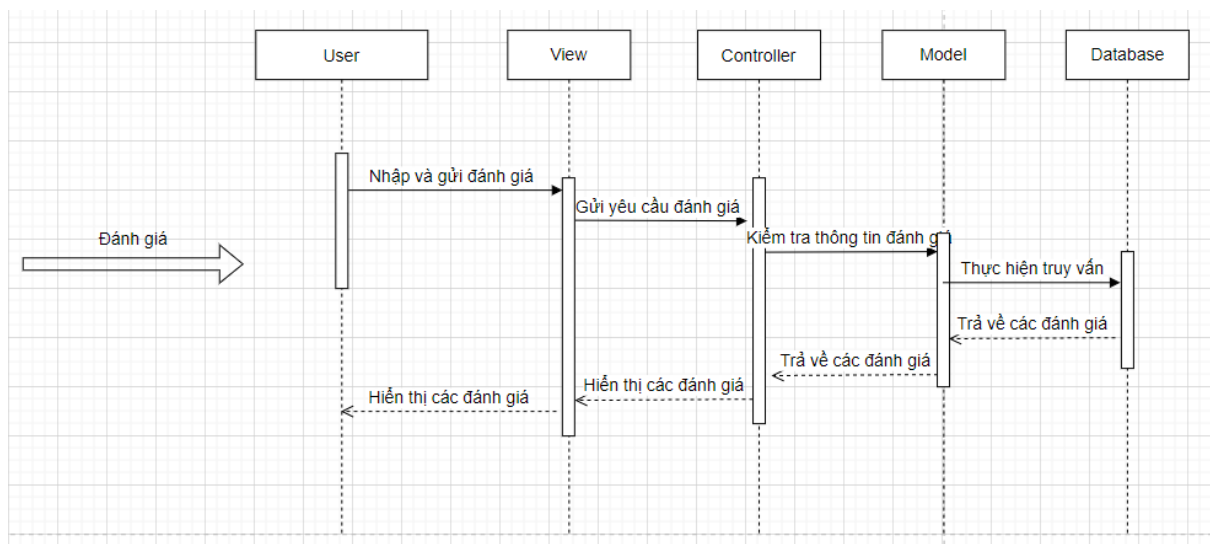 User
View
Controller
Model
Database
Nhập và gửi đánh giá
Gửi yêu cầu đánh giá
Đánh giá
Kiểm tra thông tin đánh giá
Thực hiện truy vấn
Trả về các đánh giá
Trả về các đánh giá
Hiển thị các đánh giá
Hiển thị các đánh giá